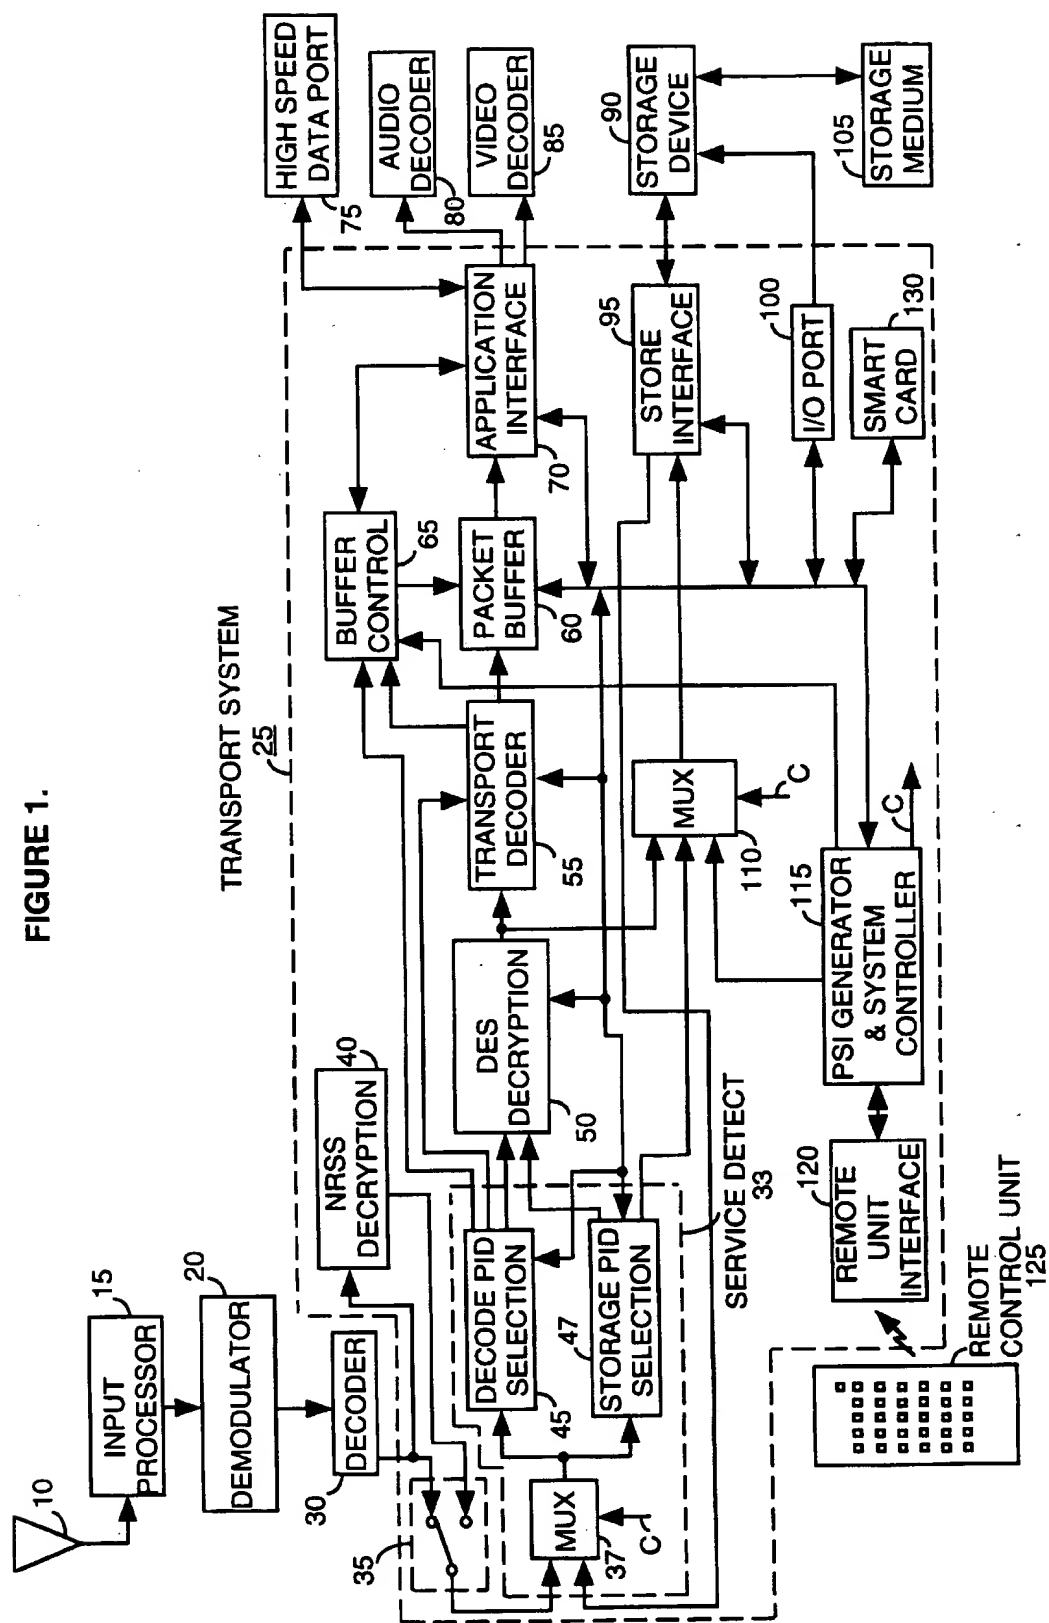 FIGURE 1.
10
INPUT
PROCESSOR
15
DEMODULATOR
20
DECODER
30
TRANSPORT SYSTEM
25
NRSS
DECRYPTION
40
35
MUX
37
C
DECODE PID
SELECTION
45
STORAGE PID
SELECTION
47
SERVICE DETECT
33
DES
DECRYPTION
50
TRANSPORT
DECODER
55
BUFFER
CONTROL
65
PACKET
BUFFER
60
APPLICATION
INTERFACE
70
HIGH SPEED
DATA PORT
75
AUDIO
DECODER
80
VIDEO
DECODER
85
MUX
110
C
STORE
INTERFACE
95
STORAGE
DEVICE
90
STORAGE
MEDIUM
105
I/O PORT
100
SMART
CARD
130
PSI GENERATOR
& SYSTEM
CONTROLLER
115
C
REMOTE
UNIT
INTERFACE
120
REMOTE
CONTROL UNIT
125